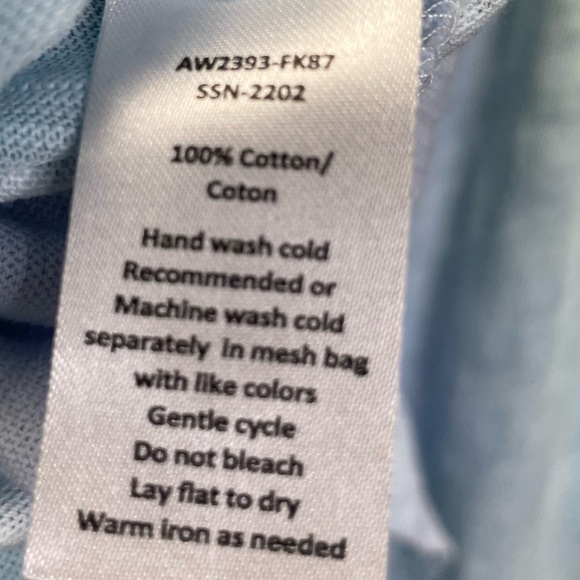 AW2393-FK87
SSN-2202
100% Cotton/
Coton
Hand wash cold
Recommended or
Machine wash cold
separately In mesh bag
with like colors
Gentle cycle
Do not bleach
Lay flat to dry
Warm iron as needed